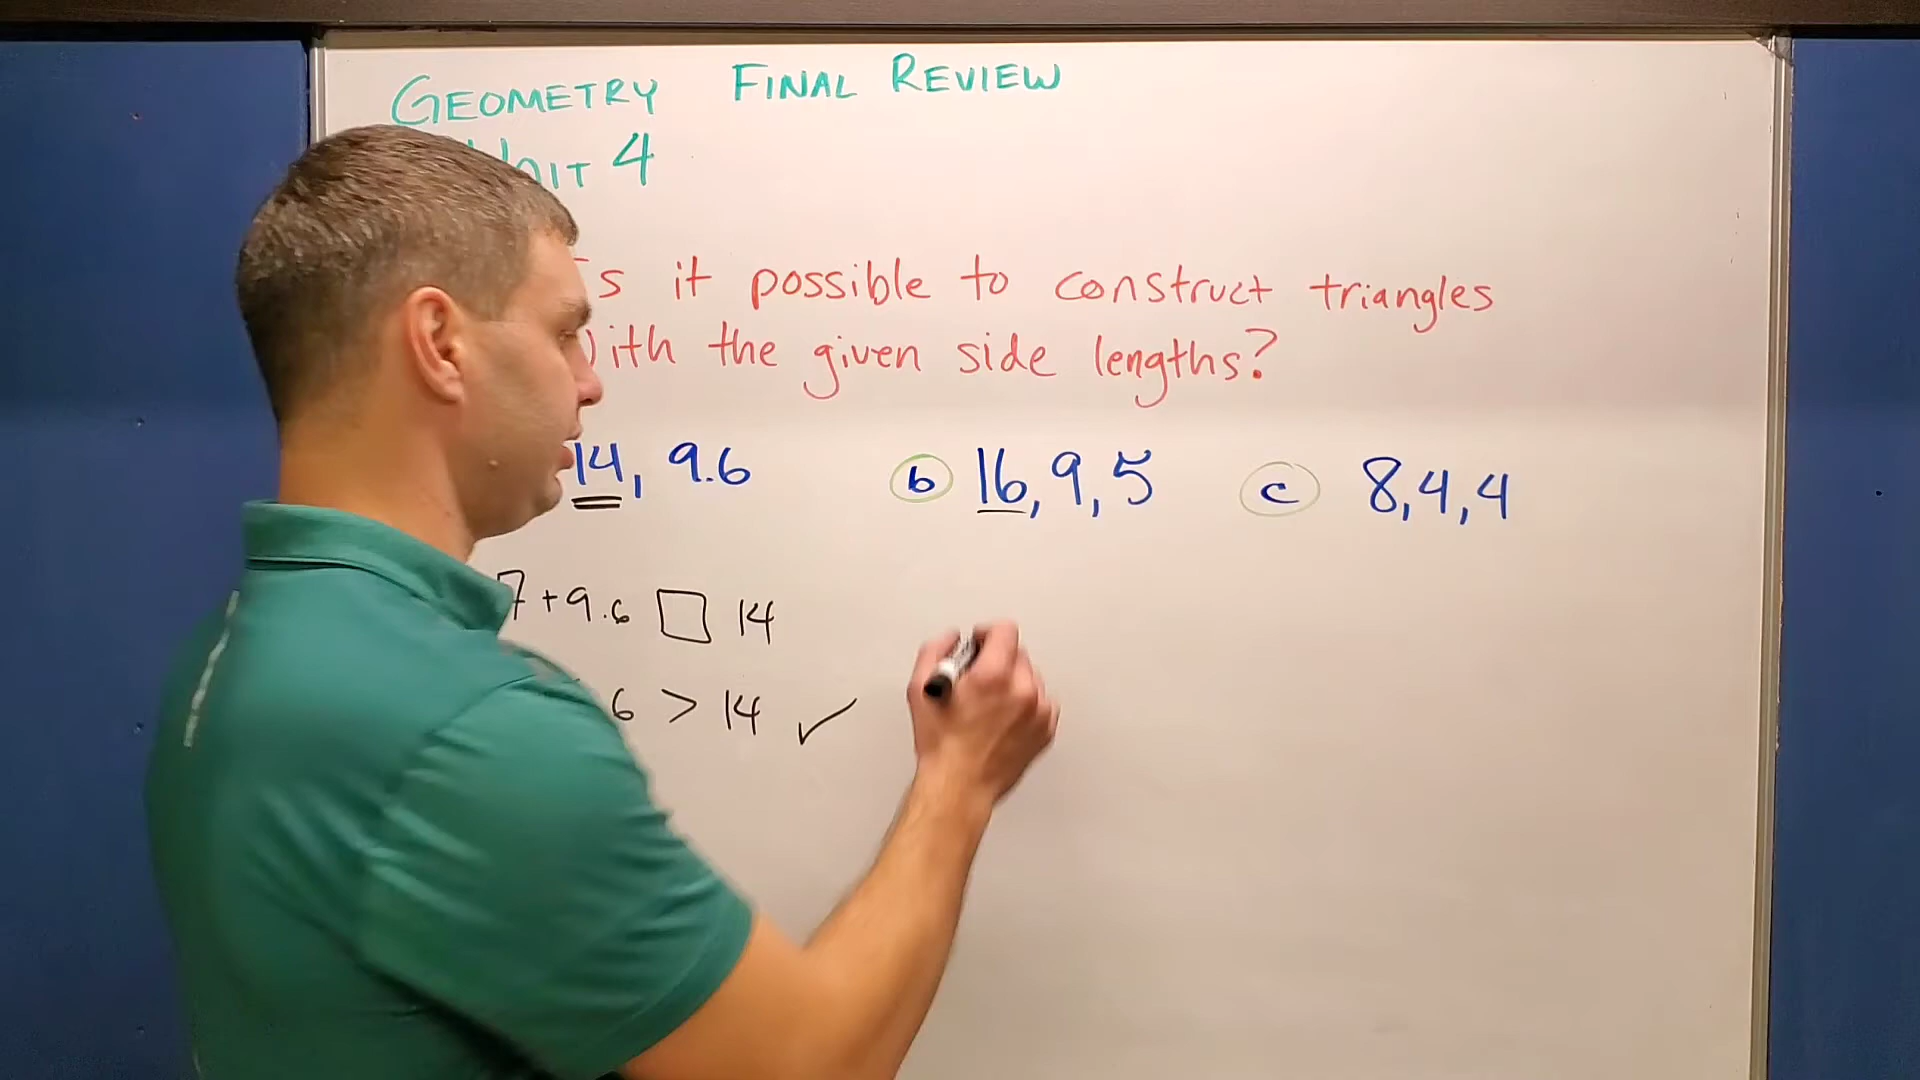 GEOMETRY FINAL REVIEW
4
it possible to construct triangles
the given side lengths?
14, 9.6
b 16, 9, 5
c 8, 4, 4
7 + 9.6 □ 14
6 > 14 ✓